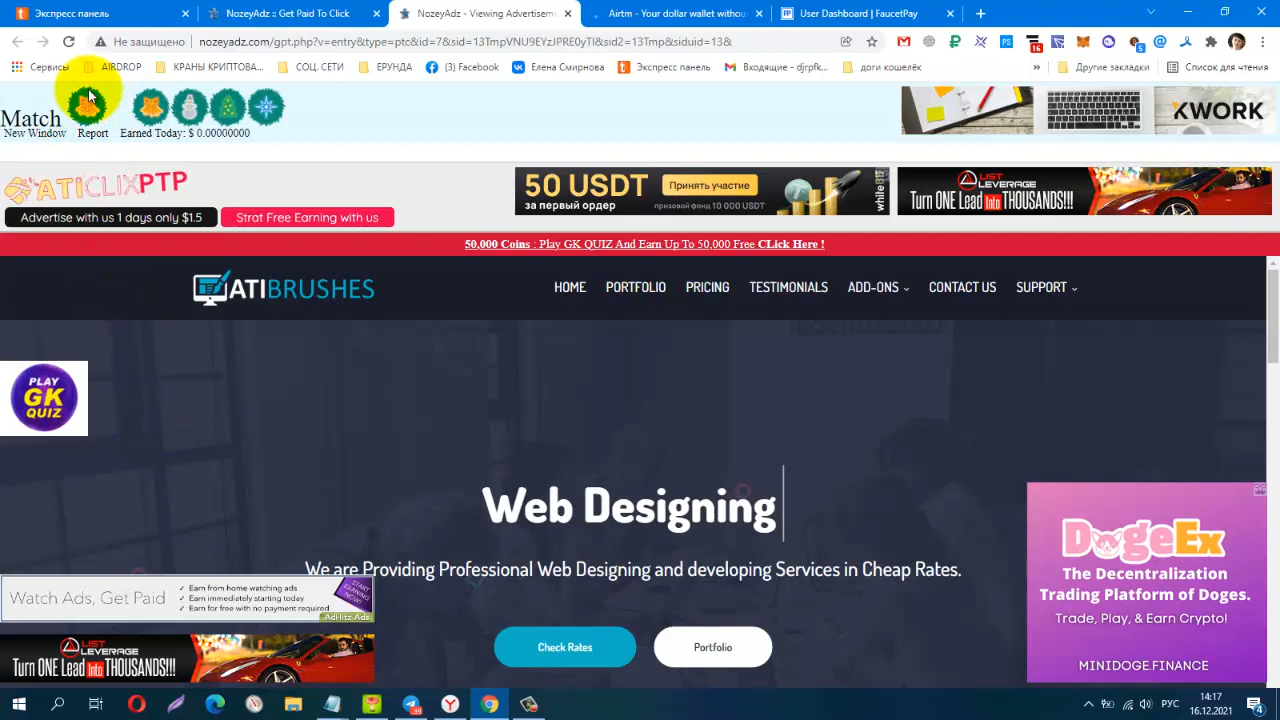 Экспресс панель
NozeyAdz :: Get Paid To Click
NozeyAdz - Viewing Advertisem
Airtm - Your dollar wallet withou
User Dashboard | FaucetPay
Не защищено
nozeyadz.com/gpt.php?v=entry&type=ptc&id=7&sid=13TmpVNU9EYzJPRE0yTI&sid2=13Tmp&siduid=13&
Сервисы
AIRDROP
КРАНЫ КРИПТОВА...
СОЦ. СЕТИ
ЕРУНДА
(3) Facebook
Елена Смирнова
Экспресс панель
Входящие - djrpfk...
доги кошелёк
Другие закладки
Список для чтения
Match
New Window
Report
Earned Today: $ 0.00000000
KWORK
ATICLIXPTP
Advertise with us 1 days only $1.5
Strat Free Earning with us
50 USDT
за первый ордер
Принять участие
призовой фонд 10 000 USDT
LIST LEVERAGE
Turn ONE Lead Into THOUSANDS!!!
50,000 Coins : Play GK QUIZ And Earn Up To 50,000 Free CLick Here !
ATIBRUSHES
HOME
PORTFOLIO
PRICING
TESTIMONIALS
ADD-ONS
CONTACT US
SUPPORT
PLAY
GK
QUIZ
Web Designing
We are Providing Professional Web Designing and developing Services in Cheap Rates.
Check Rates
Portfolio
Watch Ads, Get Paid
✓ Earn from home watching ads
✓ Earn immediately starting today
✓ Earn for free with no payment required
START EARNING NOW!
AdHitz Ads
LIST LEVERAGE
Turn ONE Lead Into THOUSANDS!!!
DogeEx
The Decentralization
Trading Platform of Doges.
Trade, Play, & Earn Crypto!
MINIDOGE.FINANCE
РУС
14:17
16.12.2021